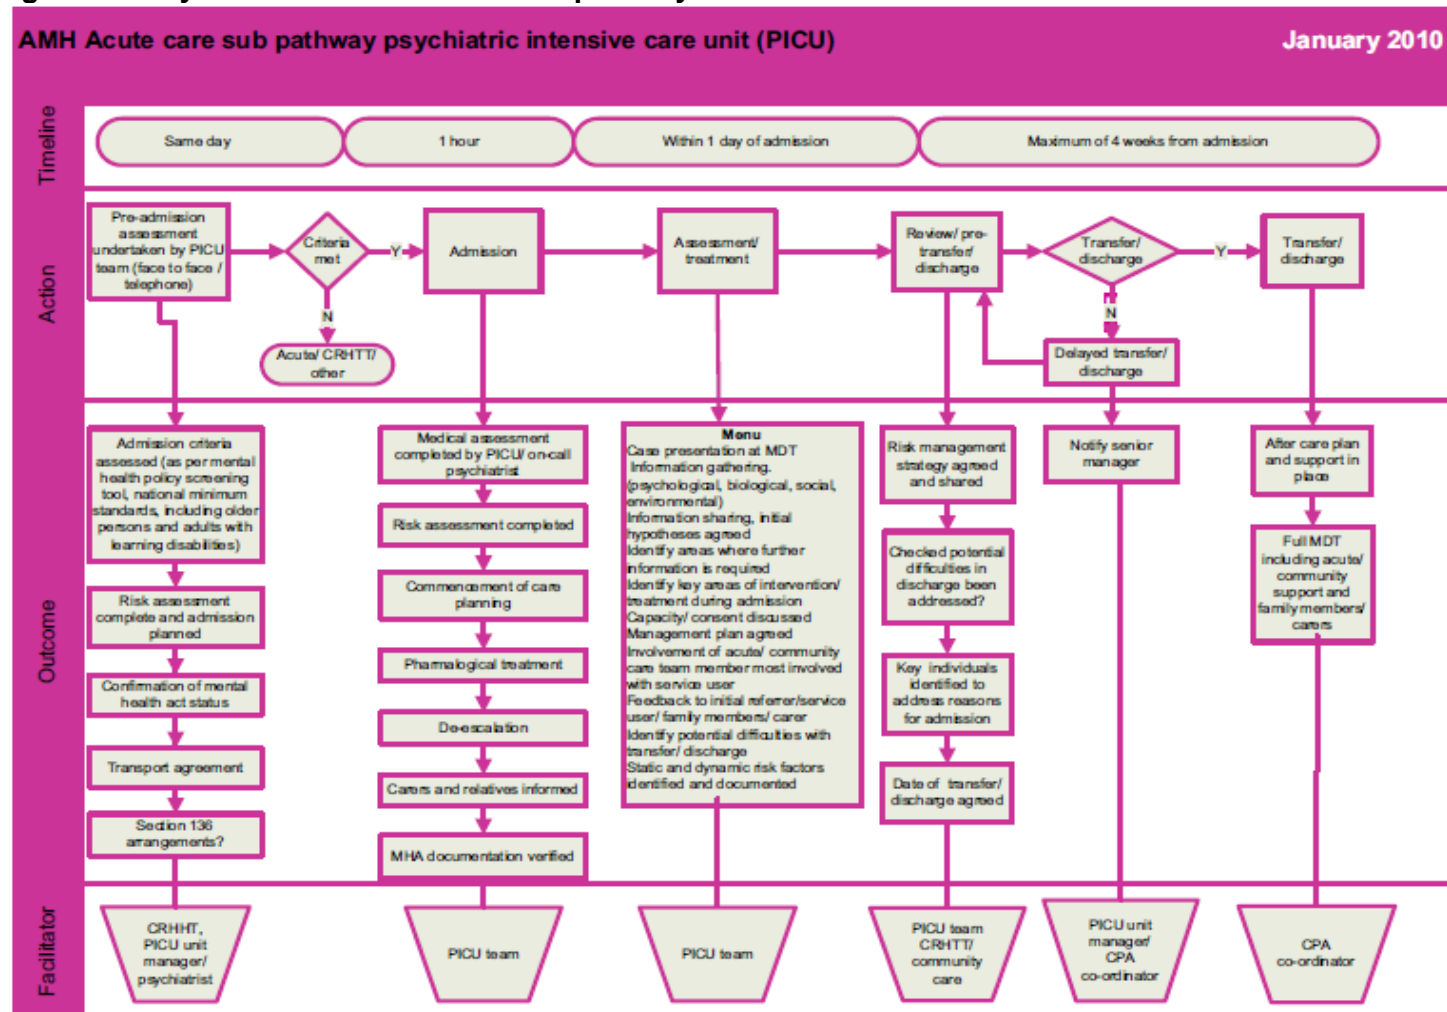 AMH Acute care sub pathway psychiatric intensive care unit (PICU)
January 2010
Timeline
Same day
1 hour
Within 1 day of admission
Maximum of 4 weeks from admission
Action
Pre-admission
assessment
undertaken by PICU
team (face to face /
telephone)
Criteria
met
Y
N
Acute/ CRHTT/
other
Admission
Assessment/
treatment
Review/ pre-
transfer/
discharge
Transfer/
discharge
Y
N
Delayed transfer/
discharge
Transfer/
discharge
Outcome
Admission criteria
assessed (as per mental
health policy screening
tool, national minimum
standards, including older
persons and adults with
learning disabilities)
Risk assessment
complete and admission
planned
Confirmation of mental
health act status
Transport agreement
Section 136
arrangements?
Medical assessment
completed by PICU/ on-call
psychiatrist
Risk assessment completed
Commencement of care
planning
Pharmalogical treatment
De-escalation
Carers and relatives informed
MHA documentation verified
Menu
Case presentation at MDT
Information gathering.
(psychological, biological, social,
environmental)
Information sharing, initial
hypotheses agreed
Identify areas where further
information is required
Identify key areas of intervention/
treatment during admission
Capacity/ consent discussed
Management plan agreed
Involvement of acute/ community
care team member most involved
with service user
Feedback to initial referrer/service
user/ family members/ carer
Identify potential difficulties with
transfer/ discharge
Static and dynamic risk factors
identified and documented
Risk management
strategy agreed
and shared
Checked potential
difficulties in
discharge been
addressed?
Key individuals
identified to
address reasons
for admission
Date of transfer/
discharge agreed
Notify senior
manager
After care plan
and support in
place
Full MDT
including acute/
community
support and
family members/
carers
Facilitator
CRHHT,
PICU unit
manager/
psychiatrist
PICU team
PICU team
PICU team
CRHTT/
community
care
PICU unit
manager/
CPA
co-ordinator
CPA
co-ordinator